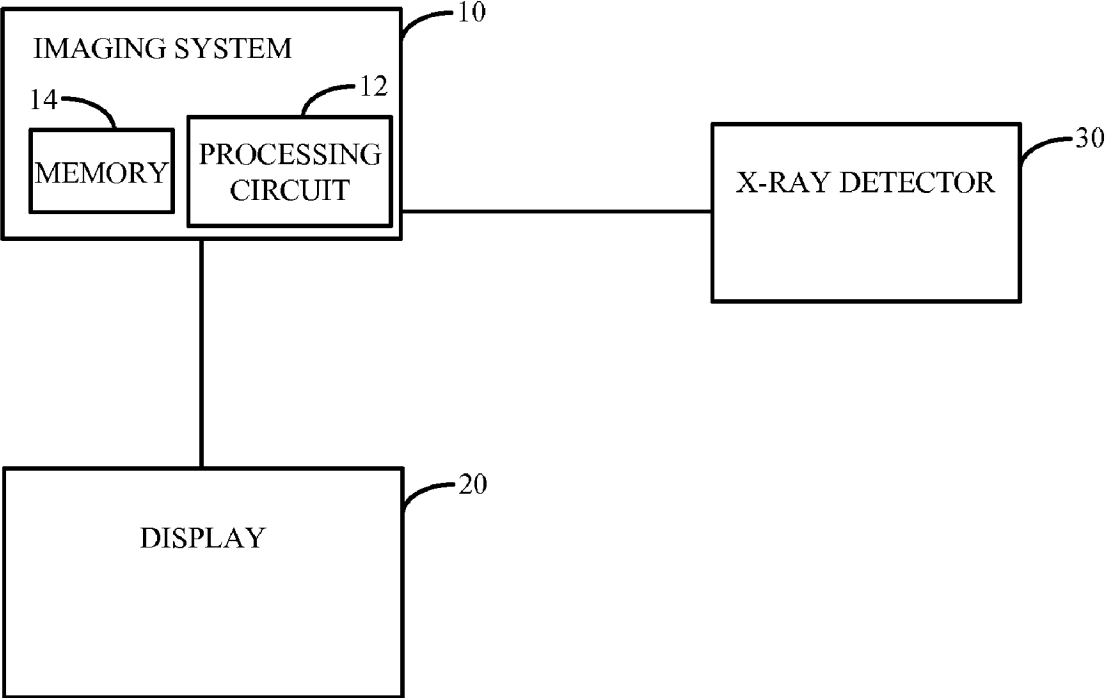 10
IMAGING SYSTEM
14
12
MEMORY
PROCESSING
CIRCUIT
30
X-RAY DETECTOR
20
DISPLAY